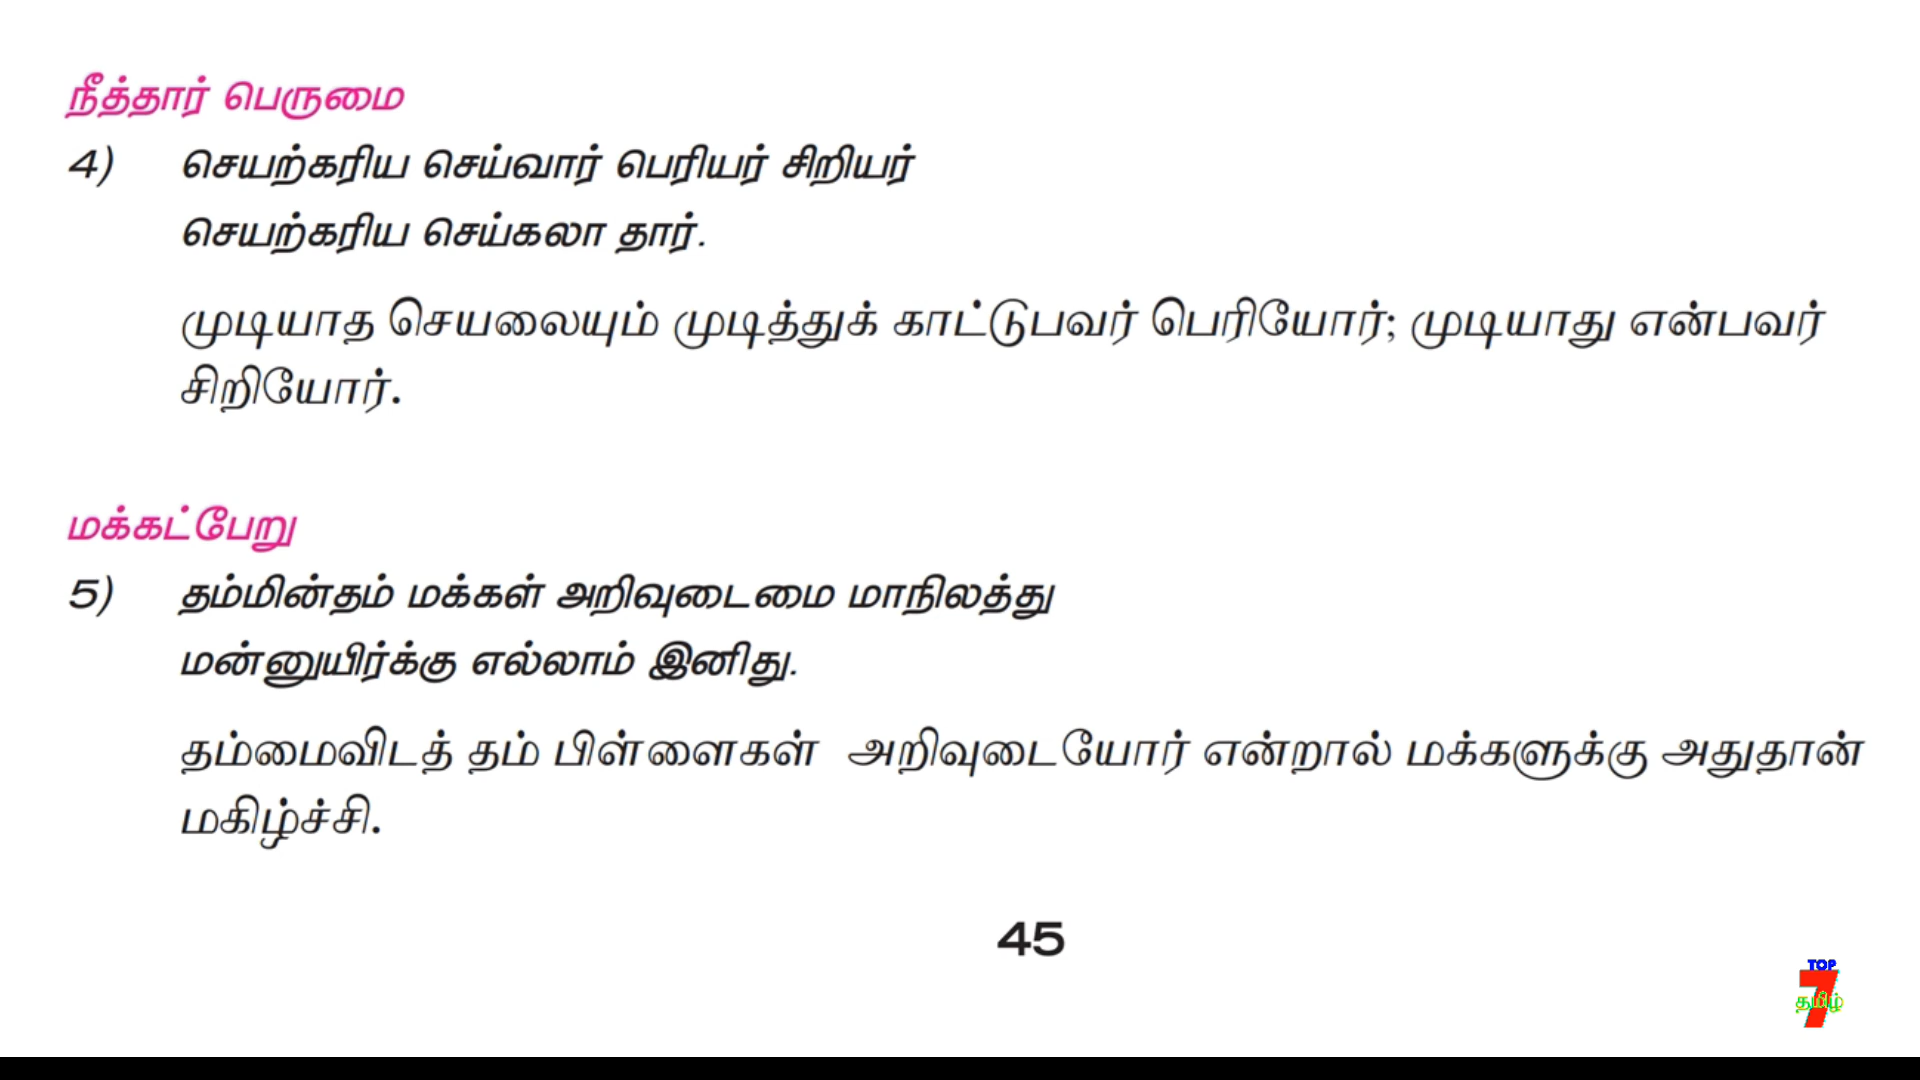 நீத்தார் பெருமை
4) செயற்கரிய செய்வார் பெரியர் சிறியர்
செயற்கரிய செய்கலா தார்.
முடியாத செயலையும் முடித்துக் காட்டுபவர் பெரியோர்; முடியாது என்பவர்
சிறியோர்.
மக்கட்பேறு
5) தம்மின்தம் மக்கள் அறிவுடைமை மாநிலத்து
மன்னுயிர்க்கு எல்லாம் இனிது.
தம்மைவிடத் தம் பிள்ளைகள் அறிவுடையோர் என்றால் மக்களுக்கு அதுதான்
மகிழ்ச்சி.
45
TOP
7
தமிழ்